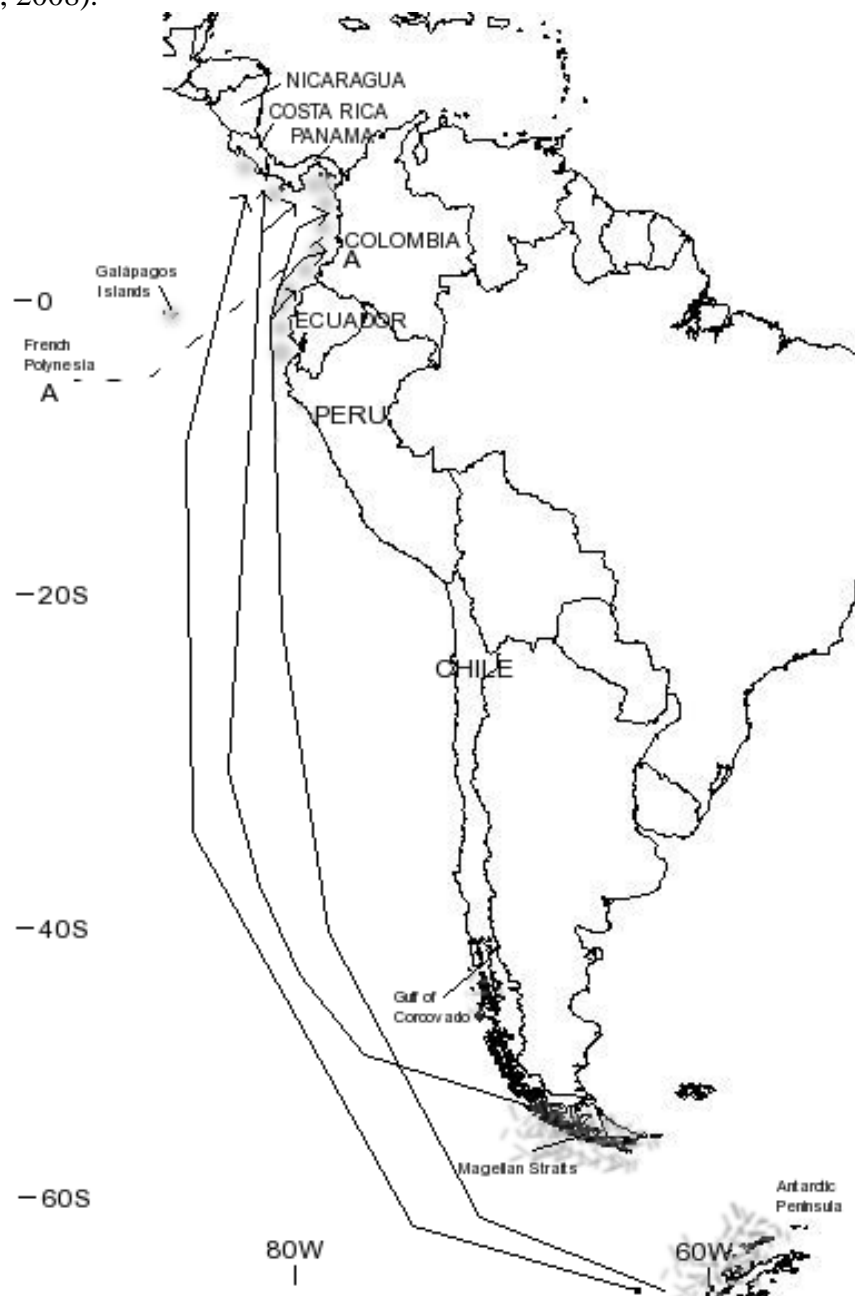 , 2008).
NICARAGUA
COSTA RICA
PANAMA
COLOMBIA
A
Galápagos
Islands
0
ECUADOR
French
Polynesia
A
PERU
20S
CHILE
40S
Gulf of
Corcovado
Magellan Straits
Antarctic
Peninsula
60S
80W
60W